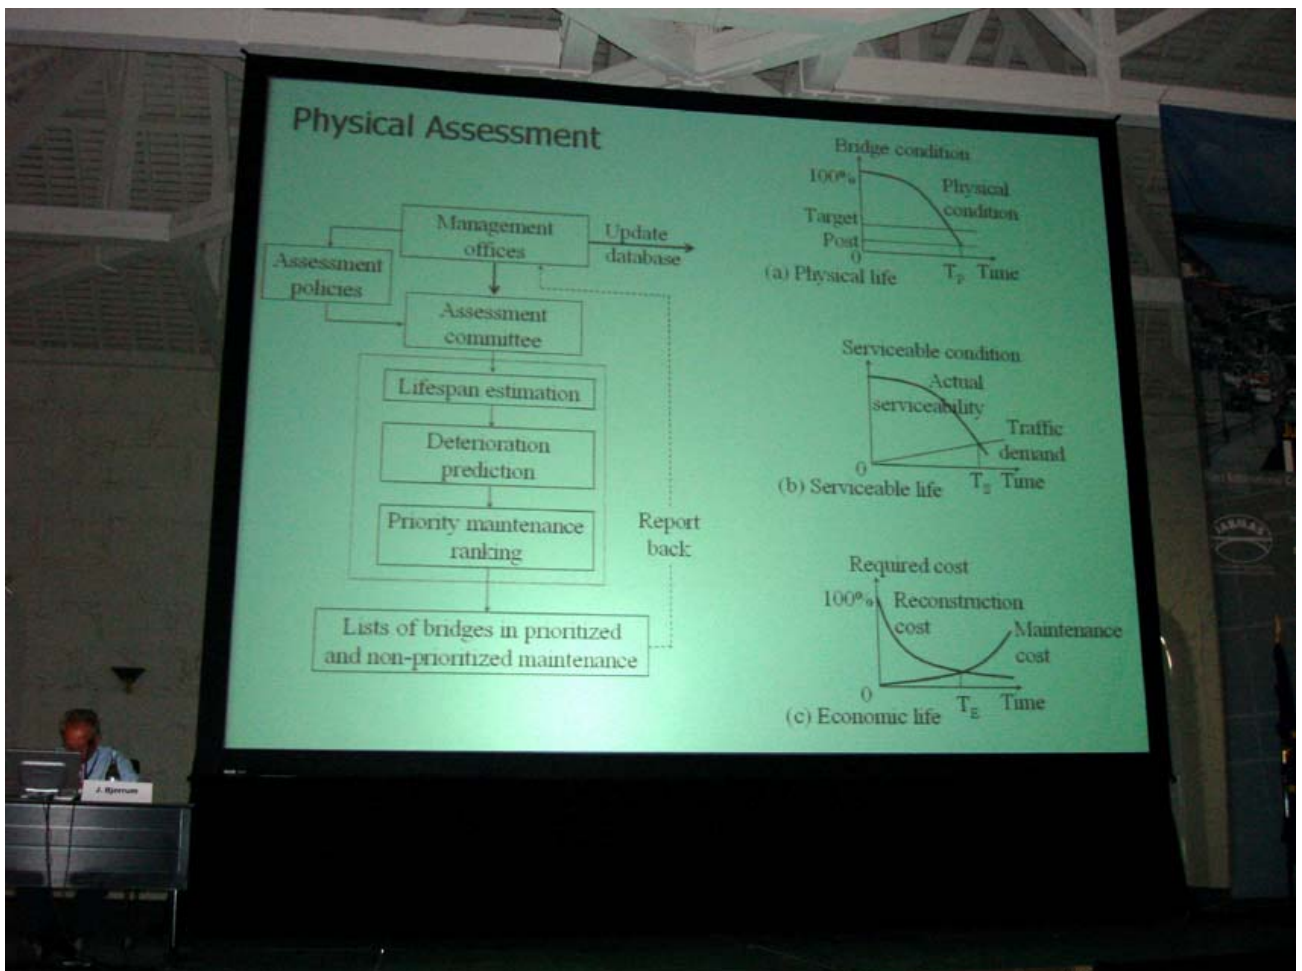 Physical Assessment
Management
offices
Update
database
Assessment
policies
Assessment
committee
Lifespan estimation
Deterioration
prediction
Priority maintenance
ranking
Report
back
Lists of bridges in prioritized
and non-prioritized maintenance
Bridge condition
100%
Physical
condition
Target
Post
0
TP Time
(a) Physical life
Serviceable condition
Actual
serviceability
Traffic
demand
0
TS Time
(b) Serviceable life
Required cost
100%
Reconstruction
cost
Maintenance
cost
0
TE Time
(c) Economic life
J. Bjerrum
IABMAS